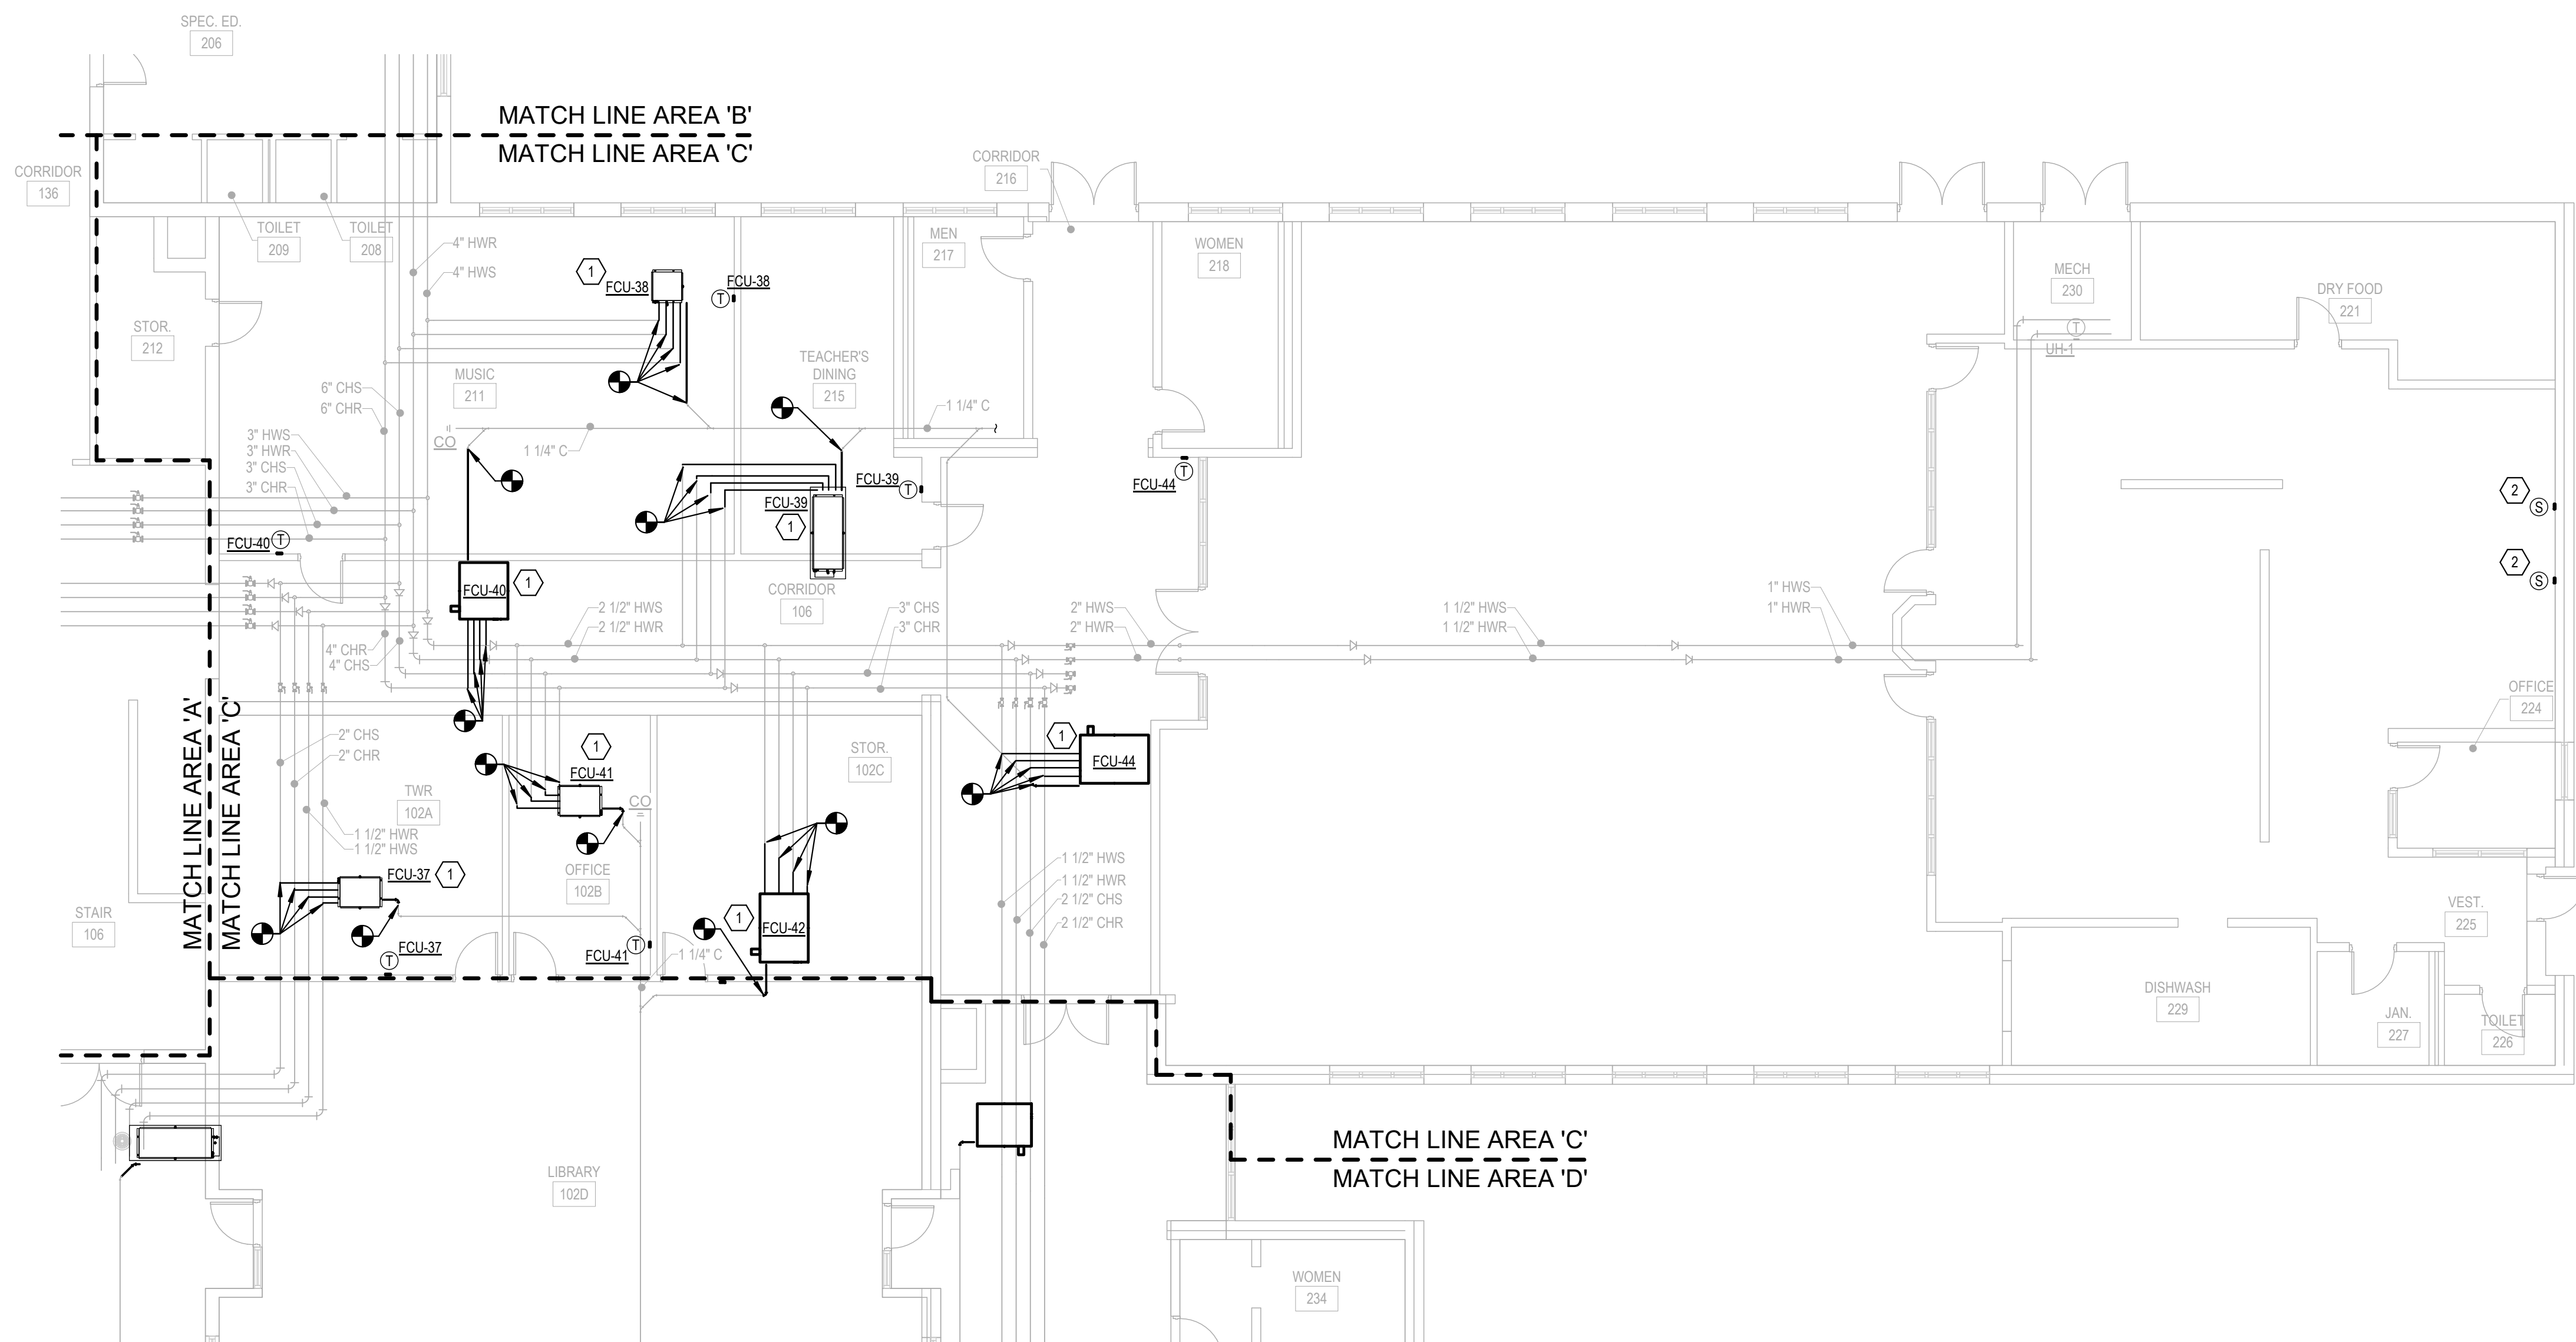 SPEC. ED.
206
MATCH LINE AREA 'B'
MATCH LINE AREA 'C'
CORRIDOR
136
CORRIDOR
216
TOILET
209
TOILET
208
4" HWR
4" HWS
1
FCU-38
FCU-38
T
MEN
217
WOMEN
218
MECH
230
T
UH-1
DRY FOOD
221
STOR.
212
MUSIC
211
TEACHER'S
DINING
215
6" CHS
6" CHR
1 1/4" C
CO
1 1/4" C
3" HWS
3" HWR
3" CHS
3" CHR
FCU-39
T
FCU-39
1
T
FCU-44
2
S
2
S
FCU-40
T
FCU-40
1
CORRIDOR
106
2 1/2" HWS
2 1/2" HWR
3" CHS
3" CHR
2" HWS
2" HWR
1 1/2" HWS
1 1/2" HWR
1" HWS
1" HWR
4" CHR
4" CHS
MATCH LINE AREA 'A'
MATCH LINE AREA 'C'
2" CHS
2" CHR
TWR
102A
1 1/2" HWR
1 1/2" HWS
1
FCU-41
CO
STOR.
102C
1
FCU-44
OFFICE
224
OFFICE
102B
FCU-37
1
1
FCU-42
1 1/2" HWS
1 1/2" HWR
2 1/2" CHS
2 1/2" CHR
STAIR
106
T
FCU-37
T
FCU-41
1 1/4" C
VEST.
225
DISHWASH
229
JAN.
227
TOILET
226
MATCH LINE AREA 'C'
MATCH LINE AREA 'D'
LIBRARY
102D
WOMEN
234